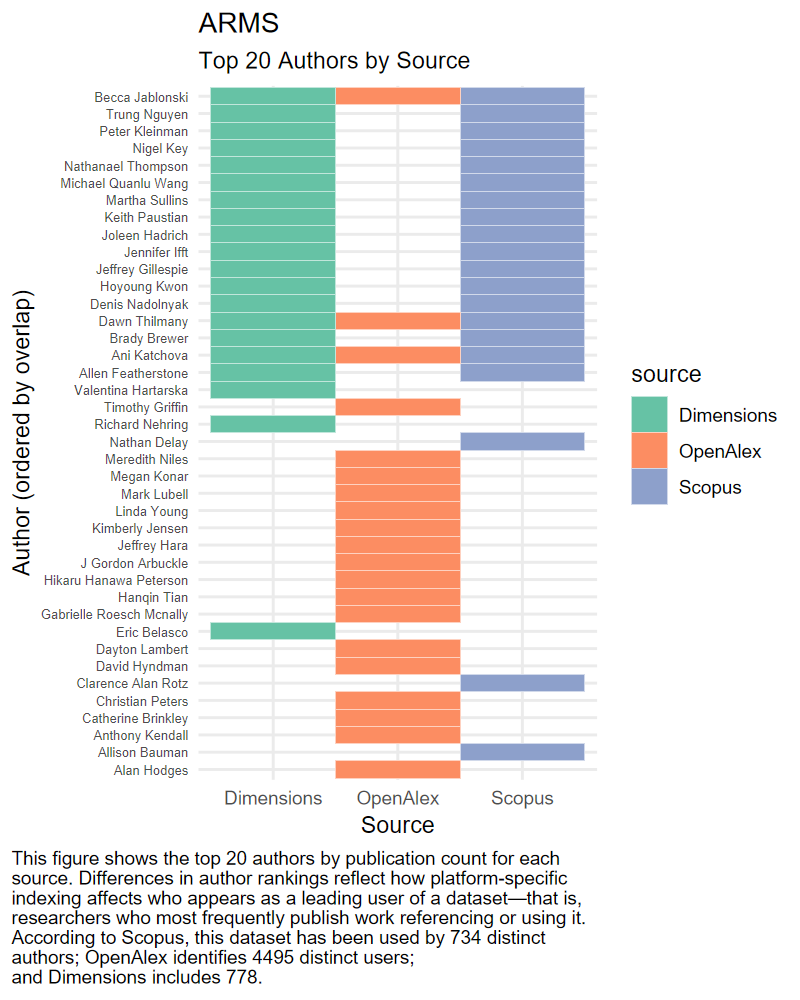 ARMS
Top 20 Authors by Source
Becca Jablonski
Trung Nguyen
Peter Kleinman
Nigel Key
Nathanael Thompson
Michael Quanlu Wang
Martha Sullins
Keith Paustian
Joleen Hadrich
Jennifer Ifft
Jeffrey Gillespie
Hoyoung Kwon
Denis Nadolnyak
Dawn Thilmany
Brady Brewer
Ani Katchova
Allen Featherstone
Valentina Hartarska
Timothy Griffin
Richard Nehring
Nathan Delay
Meredith Niles
Megan Konar
Mark Lubell
Linda Young
Kimberly Jensen
Jeffrey Hara
J Gordon Arbuckle
Hikaru Hanawa Peterson
Hanqin Tian
Gabrielle Roesch Mcnally
Eric Belasco
Dayton Lambert
David Hyndman
Clarence Alan Rotz
Christian Peters
Catherine Brinkley
Anthony Kendall
Allison Bauman
Alan Hodges
Author (ordered by overlap)
Dimensions
OpenAlex
Scopus
Source
source
Dimensions
OpenAlex
Scopus
This figure shows the top 20 authors by publication count for each
source. Differences in author rankings reflect how platform-specific
indexing affects who appears as a leading user of a dataset—that is,
researchers who most frequently publish work referencing or using it.
According to Scopus, this dataset has been used by 734 distinct
authors; OpenAlex identifies 4495 distinct users;
and Dimensions includes 778.